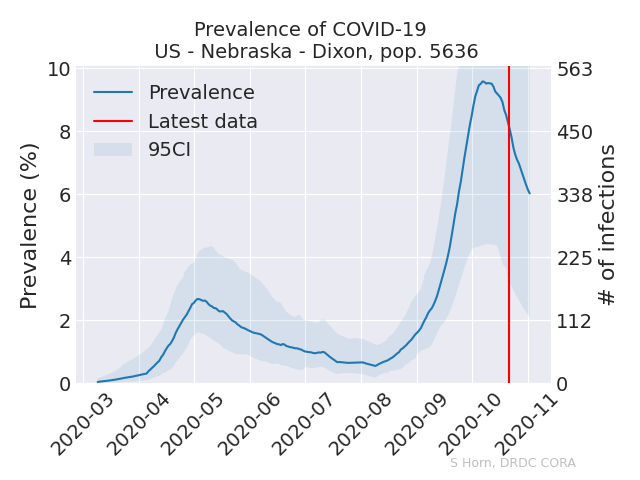 Prevalence of COVID-19
US - Nebraska - Dixon, pop. 5636
Prevalence (%)
10
8
6
4
2
0
Prevalence
Latest data
95CI
563
450
338
225
112
0
# of infections
2020-03
2020-04
2020-05
2020-06
2020-07
2020-08
2020-09
2020-10
2020-11
S Horn, DRDC CORA